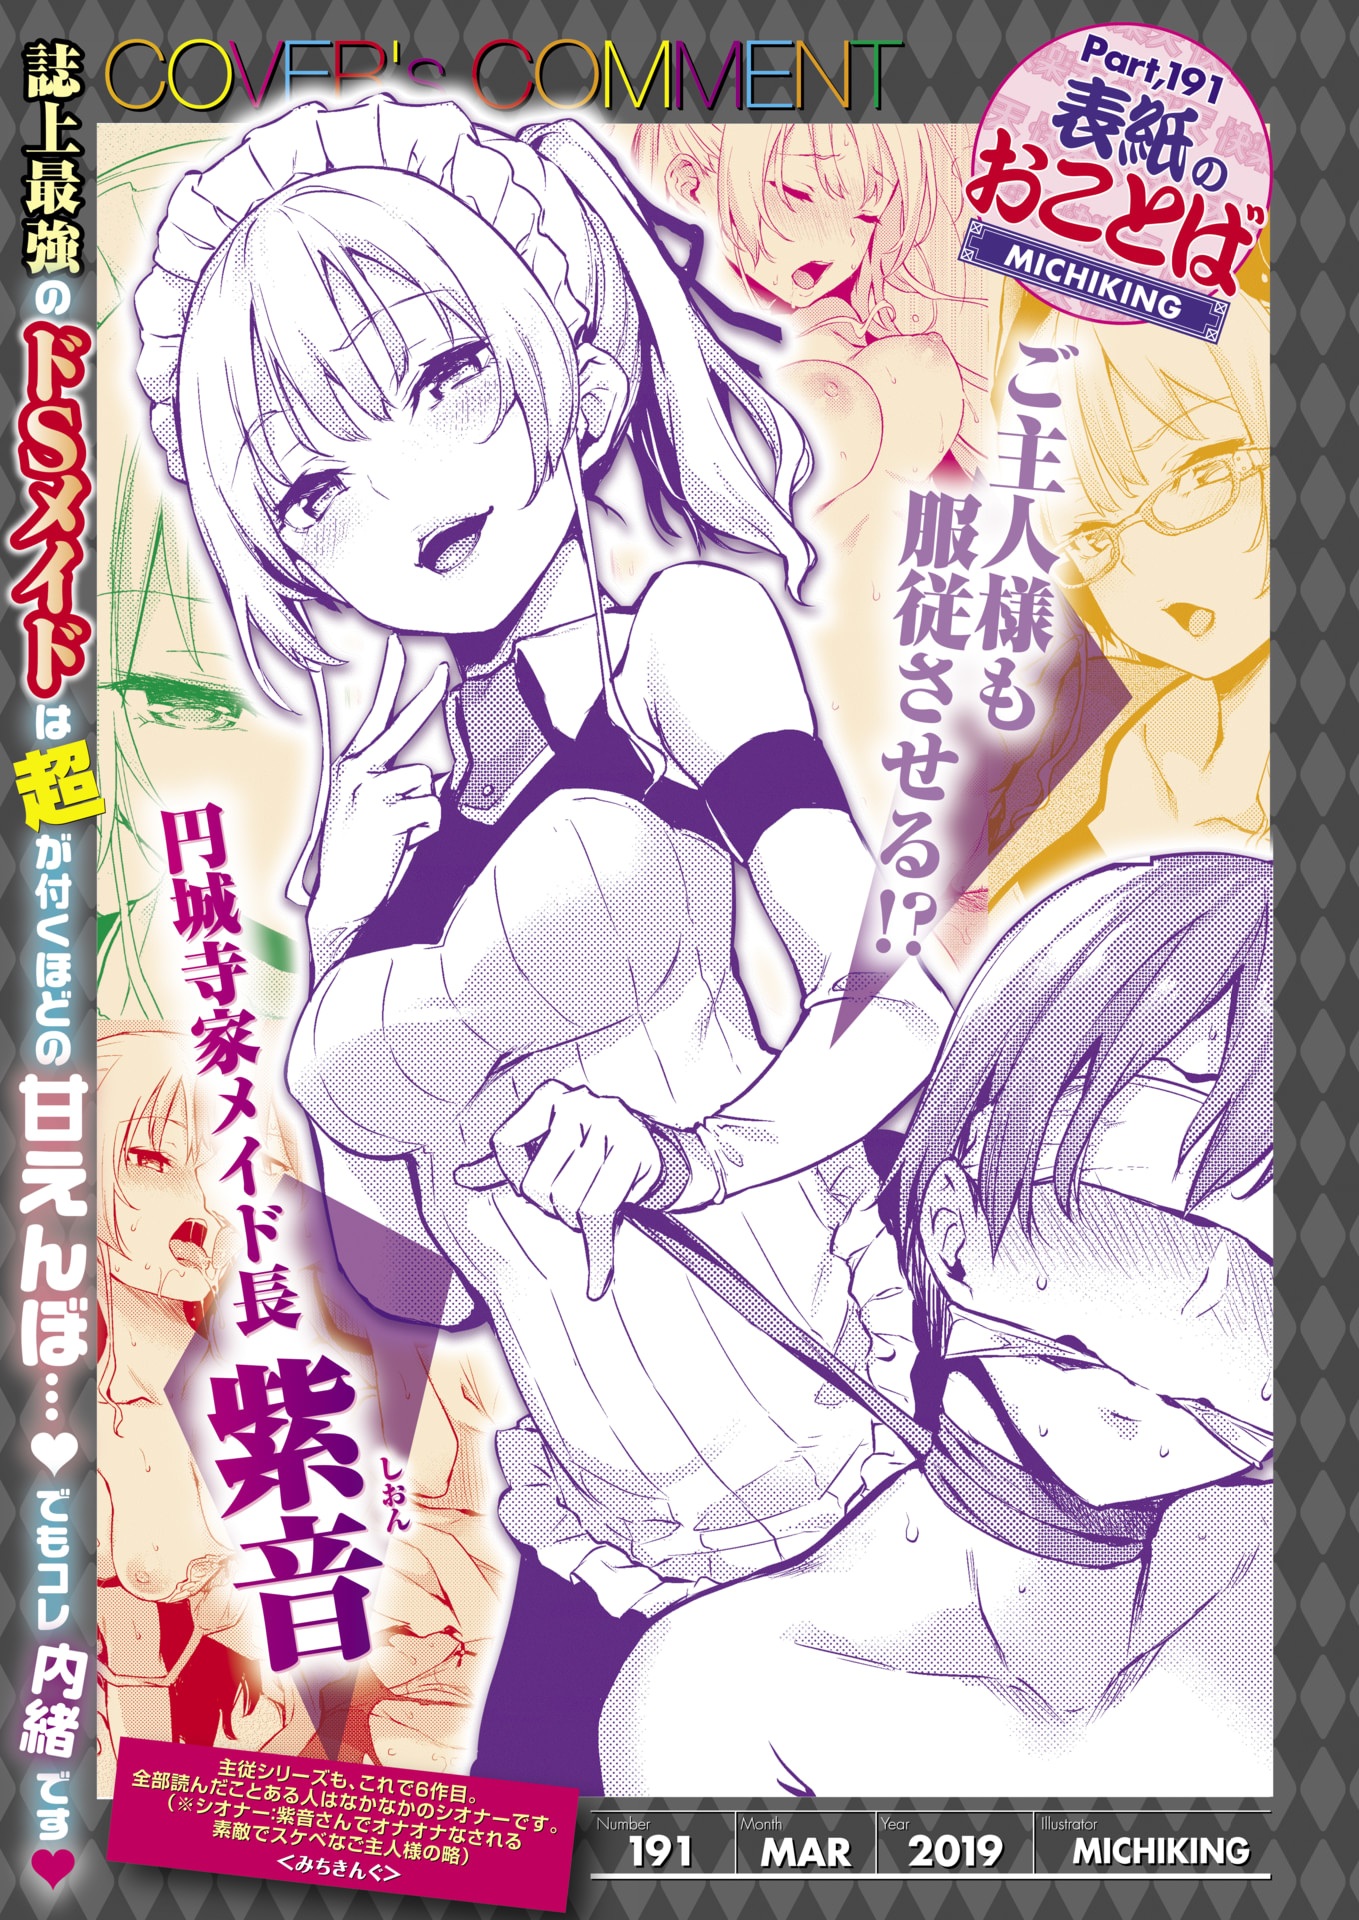 COVER's COMMENT
Part,191
表紙の
おことば
MICHIKING
誌上最強のドSメイドは超が付くほどの甘えんぼ…♥でもコレ内緒です♥
ご主人様も
服従させる!?
円城寺家メイド長
紫音
しおん
主従シリーズも、これで6作目。
全部読んだことある人はなかなかのシオナーです。
(※シオナー:紫音さんでオナオナなされる
素敵でスケベなご主人様の略)
<みちきんぐ>
Number
191
Month
MAR
Year
2019
Illustrator
MICHIKING